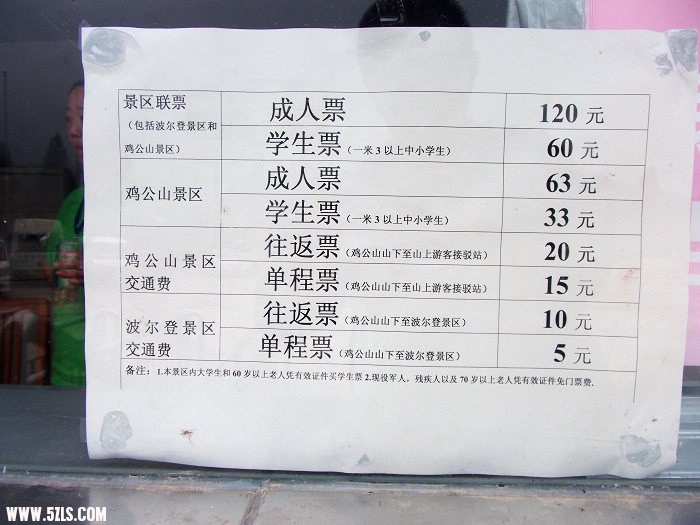 景区联票
（包括波尔登景区和
鸡公山景区）
成人票 120 元
学生票（一米 3 以上中小学生） 60 元
鸡公山景区
成人票 63 元
学生票（一米 3 以上中小学生） 33 元
鸡公山景区
交通费
往返票（鸡公山山下至山上游客接驳站） 20 元
单程票（鸡公山山下至山上游客接驳站） 15 元
波尔登景区
交通费
往返票（鸡公山山下至波尔登景区） 10 元
单程票（鸡公山山下至波尔登景区） 5 元
备注：1.本景区内大学生和 60 岁以上老人凭有效证件买学生票 2.现役军人，残疾人以及 70 岁以上老人凭有效证件免门票费.
WWW.5ZLS.COM